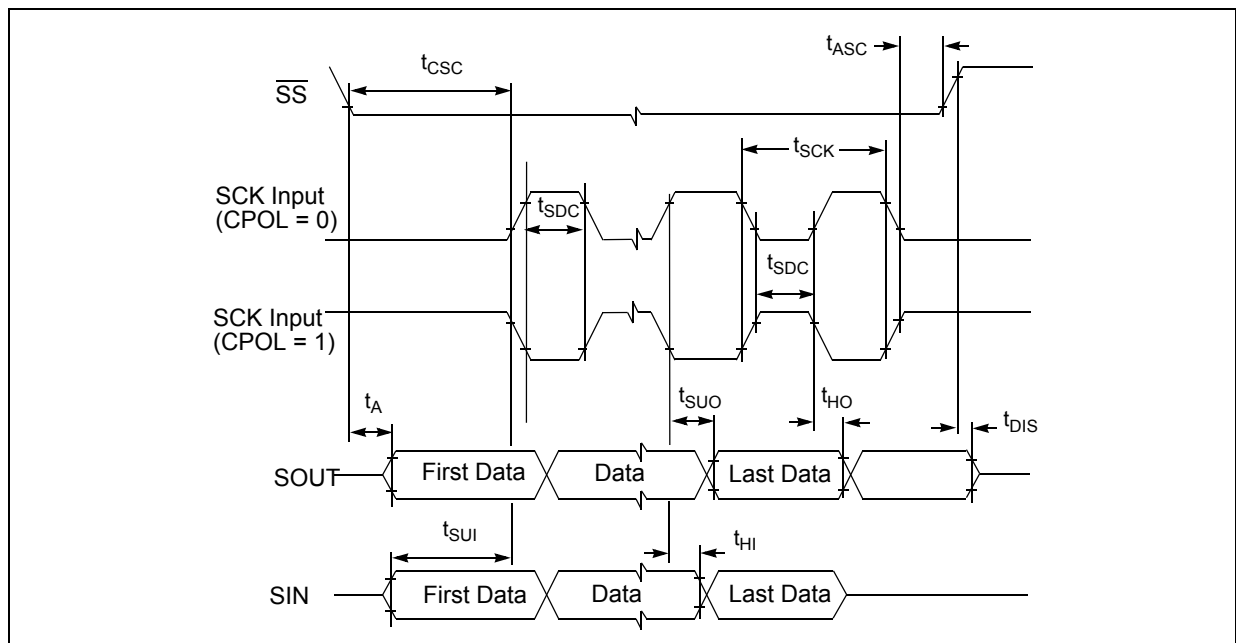 tASC
tCSC
SS
tSCK
SCK Input
(CPOL = 0)
tSDC
tSDC
SCK Input
(CPOL = 1)
tSUO
tHO
tA
tDIS
SOUT
First Data
Data
Last Data
tSUI
tHI
SIN
First Data
Data
Last Data